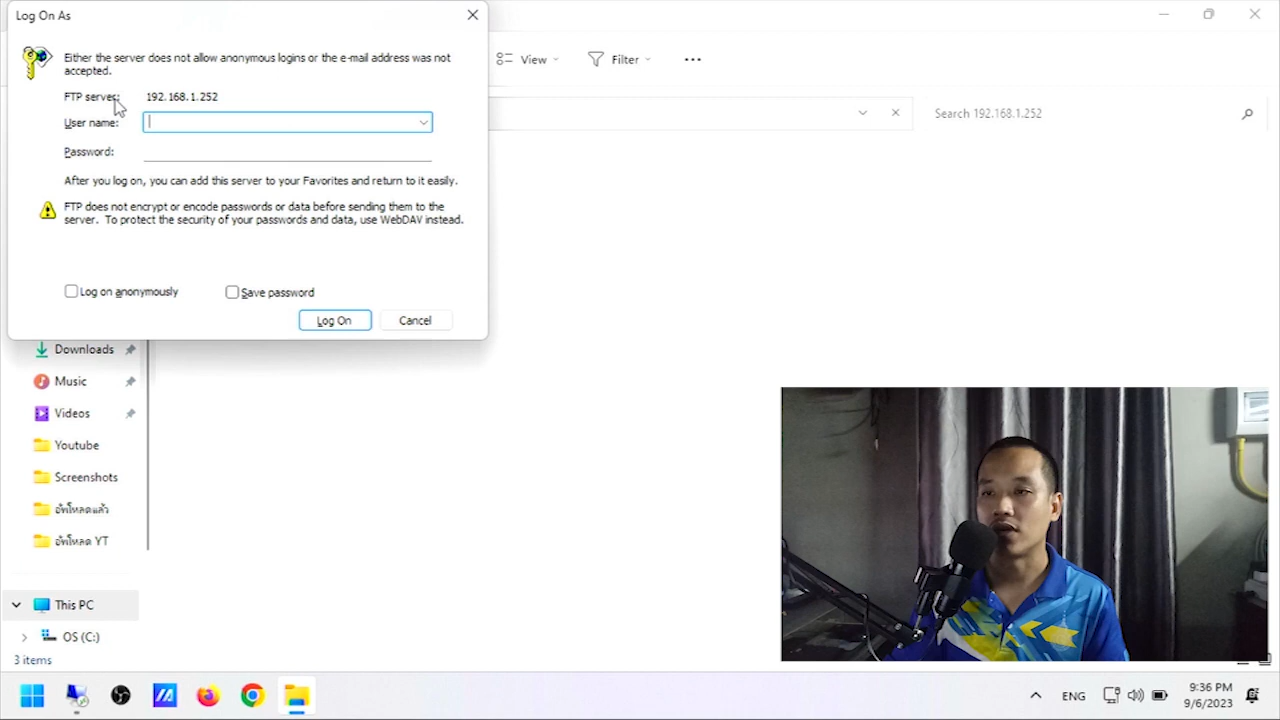 Log On As
Either the server does not allow anonymous logins or the e-mail address was not
accepted.
FTP server: 192.168.1.252
User name:
Password:
After you log on, you can add this server to your Favorites and return to it easily.
FTP does not encrypt or encode passwords or data before sending them to the
server. To protect the security of your passwords and data, use WebDAV instead.
Log on anonymously
Save password
Log On
Cancel
View
Filter
Search 192.168.1.252
Downloads
Music
Videos
Youtube
Screenshots
อัพโหลดแล้ว
อัพโหลด YT
This PC
OS (C:)
3 items
ENG
9:36 PM
9/6/2023